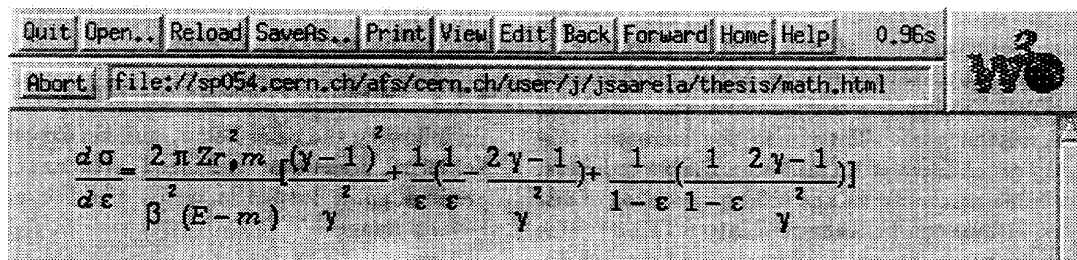 Quit Open.. Reload SaveAs.. Print View Edit Back Forward Home Help 0.96s
Abort file://sp054.cern.ch/afs/cern.ch/user/j/jsaarela/thesis/math.html
dσ/dε = 2πZr₀²m/β²(E−m) [(γ−1)²/γ² + 1/ε(1/ε − 2γ−1/γ²) + 1/1−ε(1/1−ε 2γ−1/γ²)]